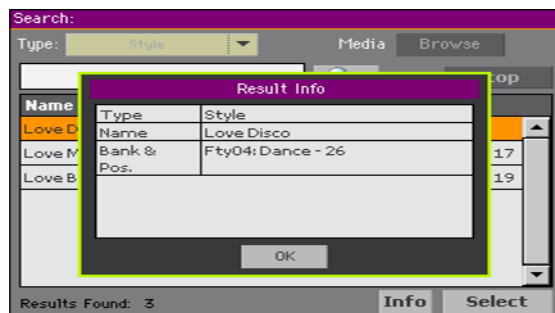 Search:
Type: Style Media Browse
top
Result Info
Name
Type Style
Love D Name Love Disco
Love M Bank & Fty04: Dance - 26 17
Pos.
Love B 19
OK
Results Found: 3 Info Select